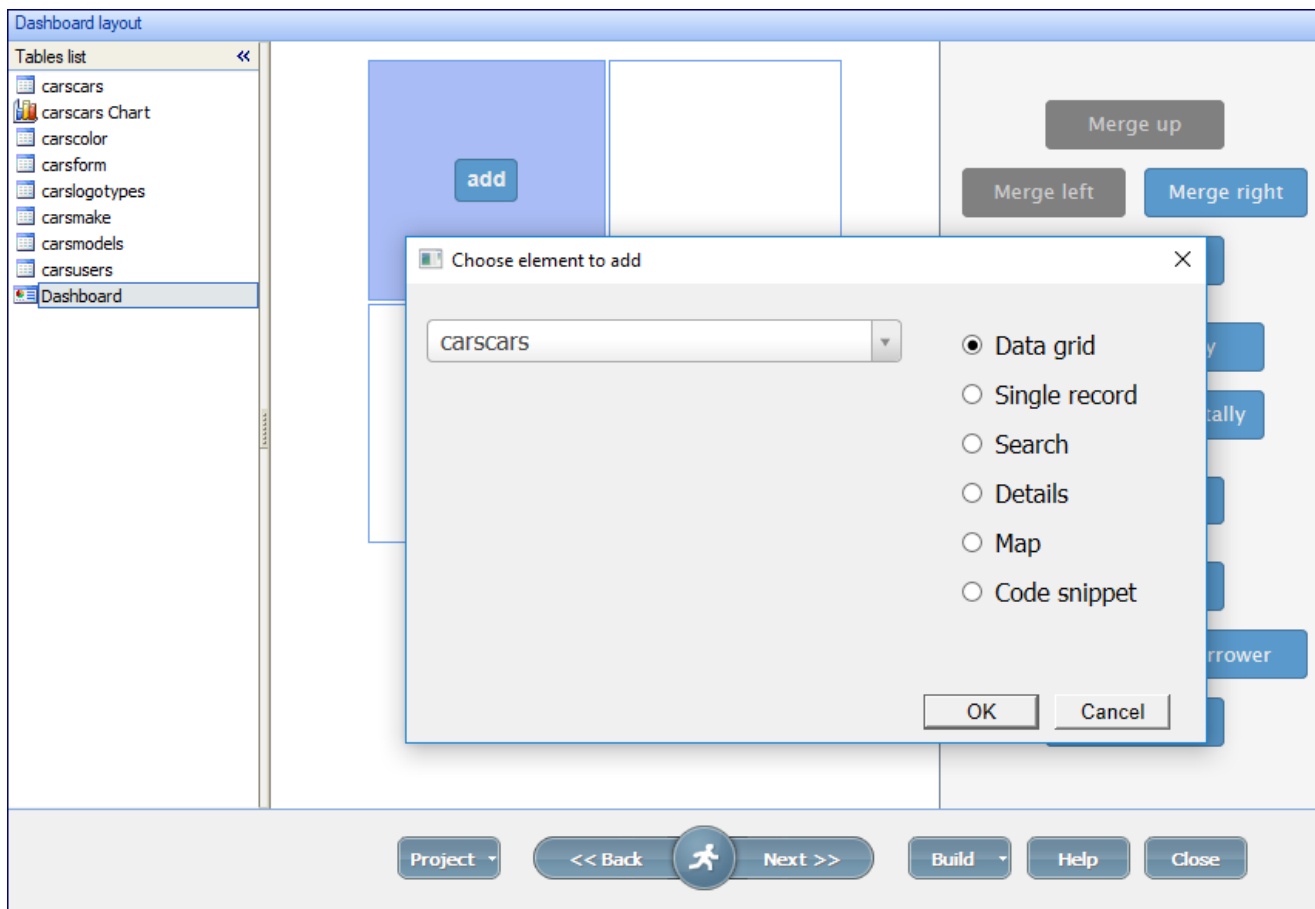 Dashboard layout
Tables list
carscars
carscars Chart
carscolor
carsform
carslogotypes
carsmake
carsmodels
carsusers
Dashboard
add
Merge up
Merge left
Merge right
Choose element to add
carscars
Data grid
Single record
Search
Details
Map
Code snippet
OK
Cancel
y
tally
rrower
Project
<< Back
Next >>
Build
Help
Close